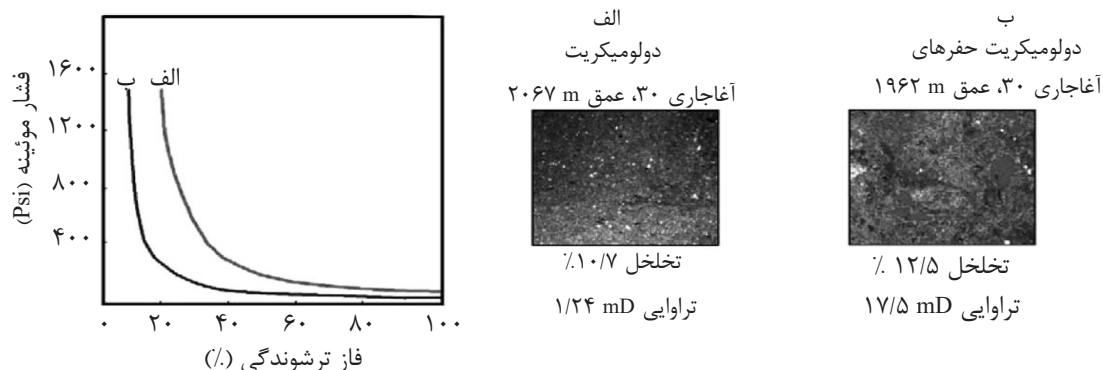 فشار موئینه (Psi)
۱۶۰۰
۱۲۰۰
۸۰۰
۴۰۰
ب
الف
۰
۲۰
۴۰
۶۰
۸۰
۱۰۰
فاز ترشوندگی (٪)
الف
دولومیکریت
آغاجاری ۳۰، عمق ۲۰۶۷ m
تخلخل ۱۰/۷٪
تراوایی ۱/۲۴ mD
ب
دولومیکریت حفرهای
آغاجاری ۳۰، عمق ۱۹۶۲ m
تخلخل ۱۲/۵ ٪
تراوایی ۱۷/۵ mD